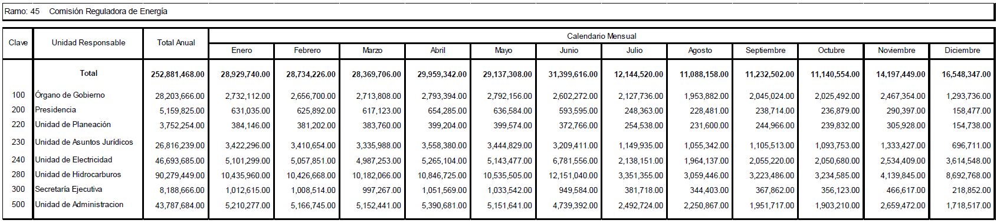 Ramo: 45 Comisión Reguladora de Energía
Calendario Mensual
Clave Unidad Responsable Total Anual
Enero Febrero Marzo Abril Mayo Junio Julio Agosto Septiembre Octubre Noviembre Diciembre
Total 252,881,468.00 28,929,740.00 28,734,226.00 28,369,706.00 29,959,342.00 29,137,308.00 31,399,616.00 12,144,520.00 11,088,158.00 11,232,502.00 11,140,554.00 14,197,449.00 16,548,347.00
100 Órgano de Gobierno 28,203,666.00 2,732,112.00 2,656,700.00 2,713,808.00 2,793,394.00 2,792,156.00 2,602,272.00 2,127,736.00 1,953,882.00 2,045,024.00 2,025,492.00 2,467,354.00 1,293,736.00
200 Presidencia 5,159,825.00 631,035.00 625,892.00 617,123.00 654,285.00 636,584.00 593,595.00 248,363.00 228,481.00 238,714.00 236,879.00 290,397.00 158,477.00
220 Unidad de Planeación 3,752,254.00 384,146.00 381,202.00 383,760.00 399,204.00 399,574.00 372,766.00 254,538.00 231,600.00 244,966.00 239,832.00 305,928.00 154,738.00
230 Unidad de Asuntos Jurídicos 26,816,239.00 3,422,296.00 3,410,654.00 3,335,988.00 3,558,380.00 3,444,829.00 3,209,411.00 1,149,935.00 1,055,342.00 1,105,513.00 1,093,753.00 1,333,427.00 696,711.00
240 Unidad de Electricidad 46,693,685.00 5,101,299.00 5,057,851.00 4,987,253.00 5,265,104.00 5,143,477.00 6,781,556.00 2,138,151.00 1,964,137.00 2,055,220.00 2,050,680.00 2,534,409.00 3,614,548.00
280 Unidad de Hidrocarburos 90,279,449.00 10,435,960.00 10,426,668.00 10,182,066.00 10,846,725.00 10,535,505.00 12,151,040.00 3,351,355.00 3,059,446.00 3,223,486.00 3,234,585.00 4,139,845.00 8,692,768.00
300 Secretaría Ejecutiva 8,188,666.00 1,012,615.00 1,008,514.00 997,267.00 1,051,569.00 1,033,542.00 949,584.00 381,718.00 344,403.00 367,862.00 356,123.00 466,617.00 218,852.00
500 Unidad de Administracion 43,787,684.00 5,210,277.00 5,166,745.00 5,152,441.00 5,390,681.00 5,151,641.00 4,739,392.00 2,492,724.00 2,250,867.00 1,951,717.00 1,903,210.00 2,659,472.00 1,718,517.00